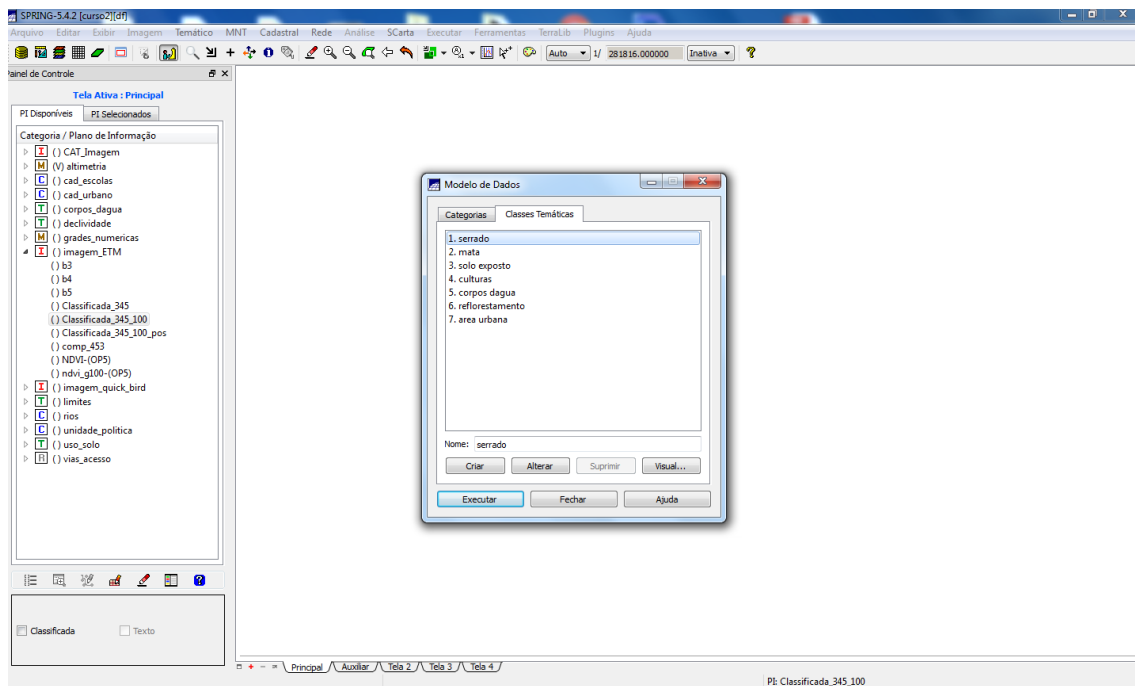 SPRING-5.4.2 [curso2][df]
Arquivo Editar Exibir Imagem Temático MNT Cadastral Rede Análise SCarta Executar Ferramentas TerraLib Plugins Ajuda
Auto 1/ 281816.000000 Inativa
Painel de Controle
Tela Ativa : Principal
PI Disponíveis PI Selecionados
Categoria / Plano de Informação
I () CAT_Imagem
M (V) altimetria
C () cad_escolas
C () cad_urbano
T () corpos_dagua
T () declividade
M () grades_numericas
I () imagem_ETM
() b3
() b4
() b5
() Classificada_345
() Classificada_345_100
() Classificada_345_100_pos
() comp_453
() NDVI-(OP5)
() ndvi_g100-(OP5)
I () imagem_quick_bird
T () limites
C () rios
C () unidade_politica
T () uso_solo
R () vias_acesso
Classificada Texto
Modelo de Dados
Categorias Classes Temáticas
1. serrado
2. mata
3. solo exposto
4. culturas
5. corpos dagua
6. reflorestamento
7. area urbana
Nome: serrado
Criar Alterar Suprimir Visual...
Executar Fechar Ajuda
Principal Auxiliar Tela 2 Tela 3 Tela 4
PI: Classificada_345_100